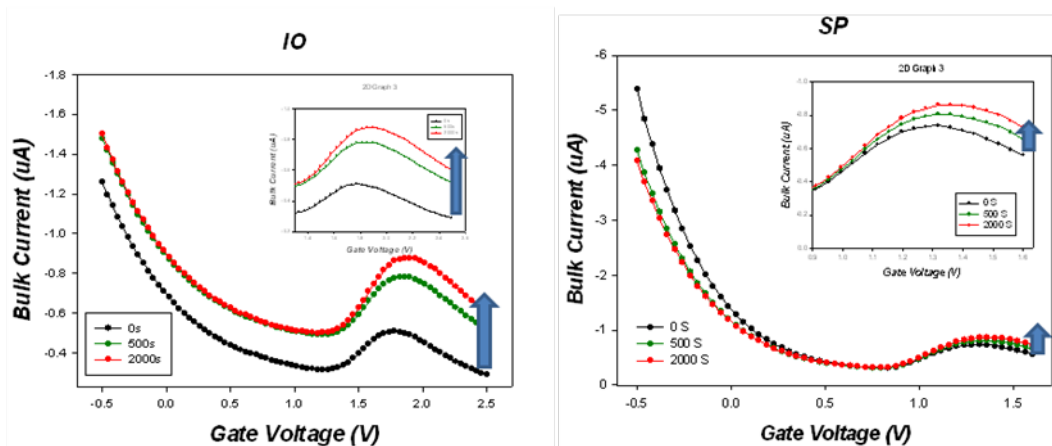 IO
-1.8
-1.6
-1.4
-1.2
-1.0
-0.8
-0.6
-0.4
Bulk Current (uA)
-0.5 0.0 0.5 1.0 1.5 2.0 2.5
Gate Voltage (V)
0s
500s
2000s
2D Graph 3
Bulk Current (uA)
Gate Voltage (V)
SP
-6
-5
-4
-3
-2
-1
0
Bulk Current (uA)
-0.5 0.0 0.5 1.0 1.5
Gate Voltage (V)
0 S
500 S
2000 S
2D Graph 3
Bulk Current (uA)
0.9 1.0 1.1 1.2 1.3 1.4 1.5 1.6
Gate Voltage (V)
0 S
500 S
2000 S